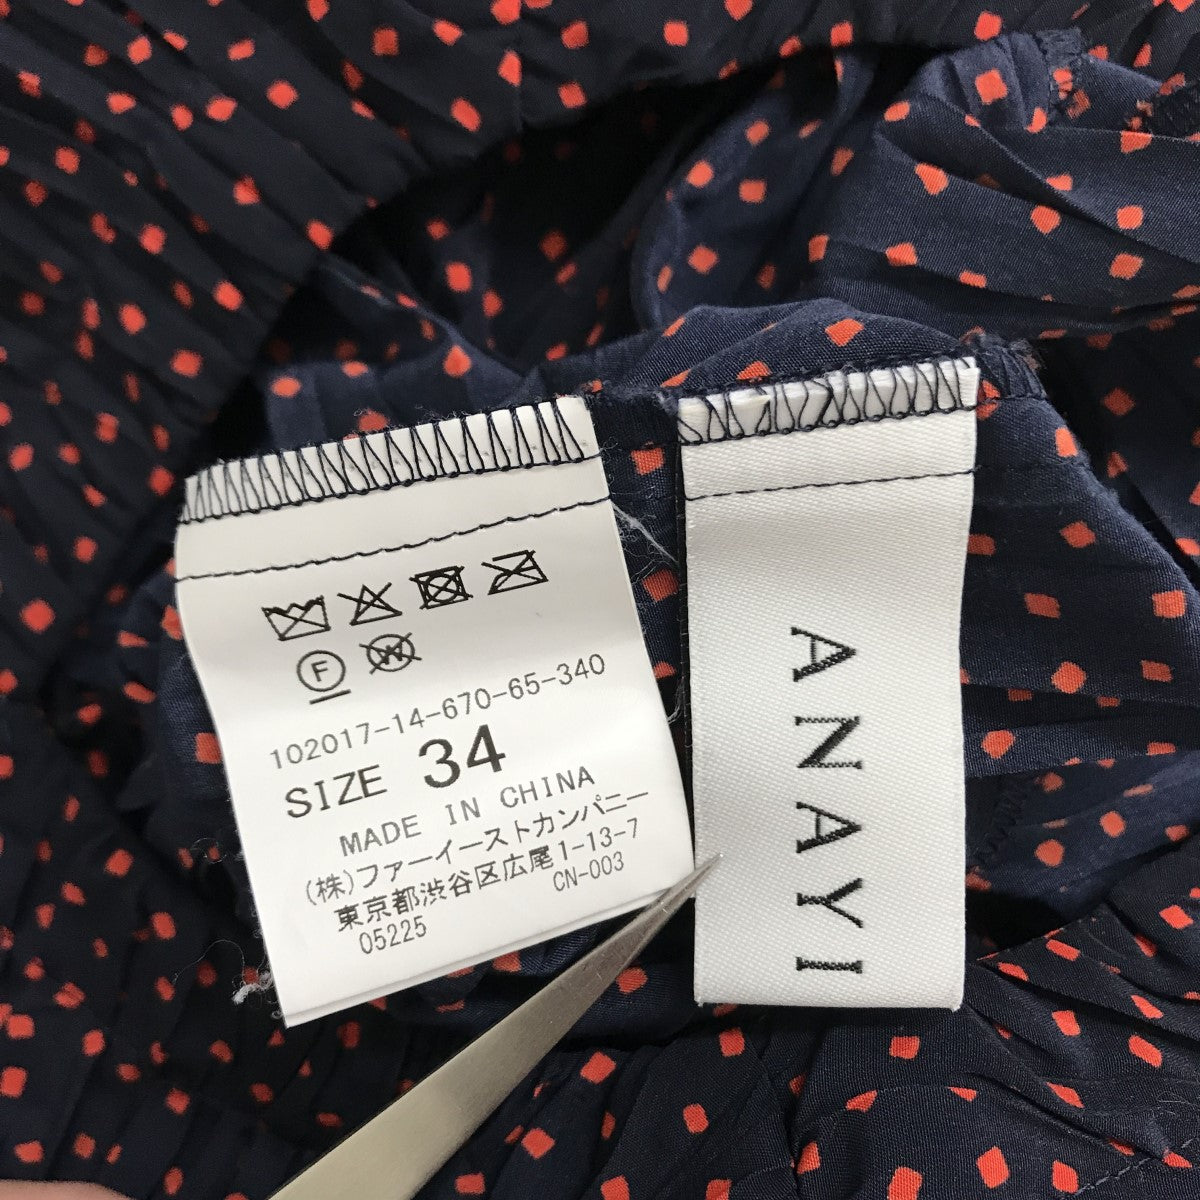 F
W
102017-14-670-65-340
SIZE 34
MADE IN CHINA
(株)ファーイーストカンパニー
東京都渋谷区広尾1-13-7
05225 CN-003
ANAYI